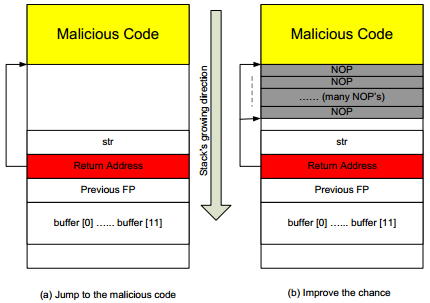 Malicious Code
str
Return Address
Previous FP
buffer [0] ...... buffer [11]
(a) Jump to the malicious code
Stack's growing direction
Malicious Code
NOP
NOP
...... (many NOP's)
NOP
str
Return Address
Previous FP
buffer [0] ...... buffer [11]
(b) Improve the chance